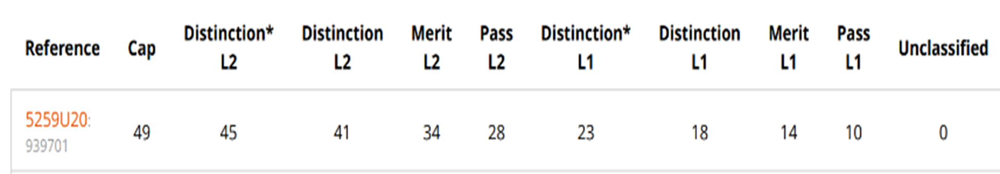 Reference Cap Distinction* L2 Distinction L2 Merit L2 Pass L2 Distinction* L1 Distinction L1 Merit L1 Pass L1 Unclassified
5259U20: 49 45 41 34 28 23 18 14 10 0
939701